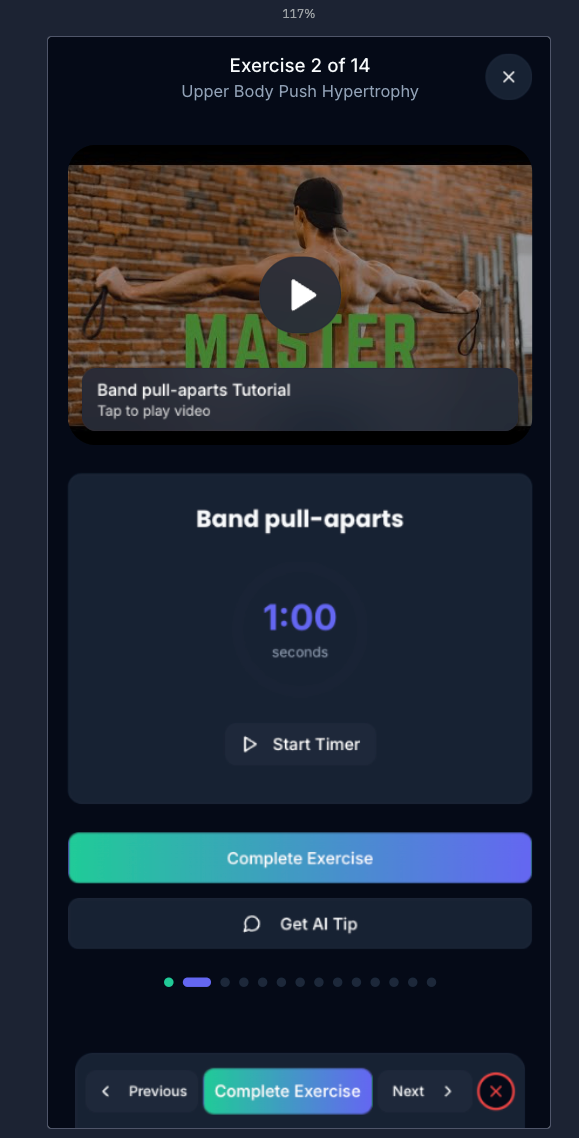 117%
Exercise 2 of 14
Upper Body Push Hypertrophy
MASTER
Band pull-aparts Tutorial
Tap to play video
Band pull-aparts
1:00
seconds
Start Timer
Complete Exercise
Get AI Tip
Previous
Complete Exercise
Next